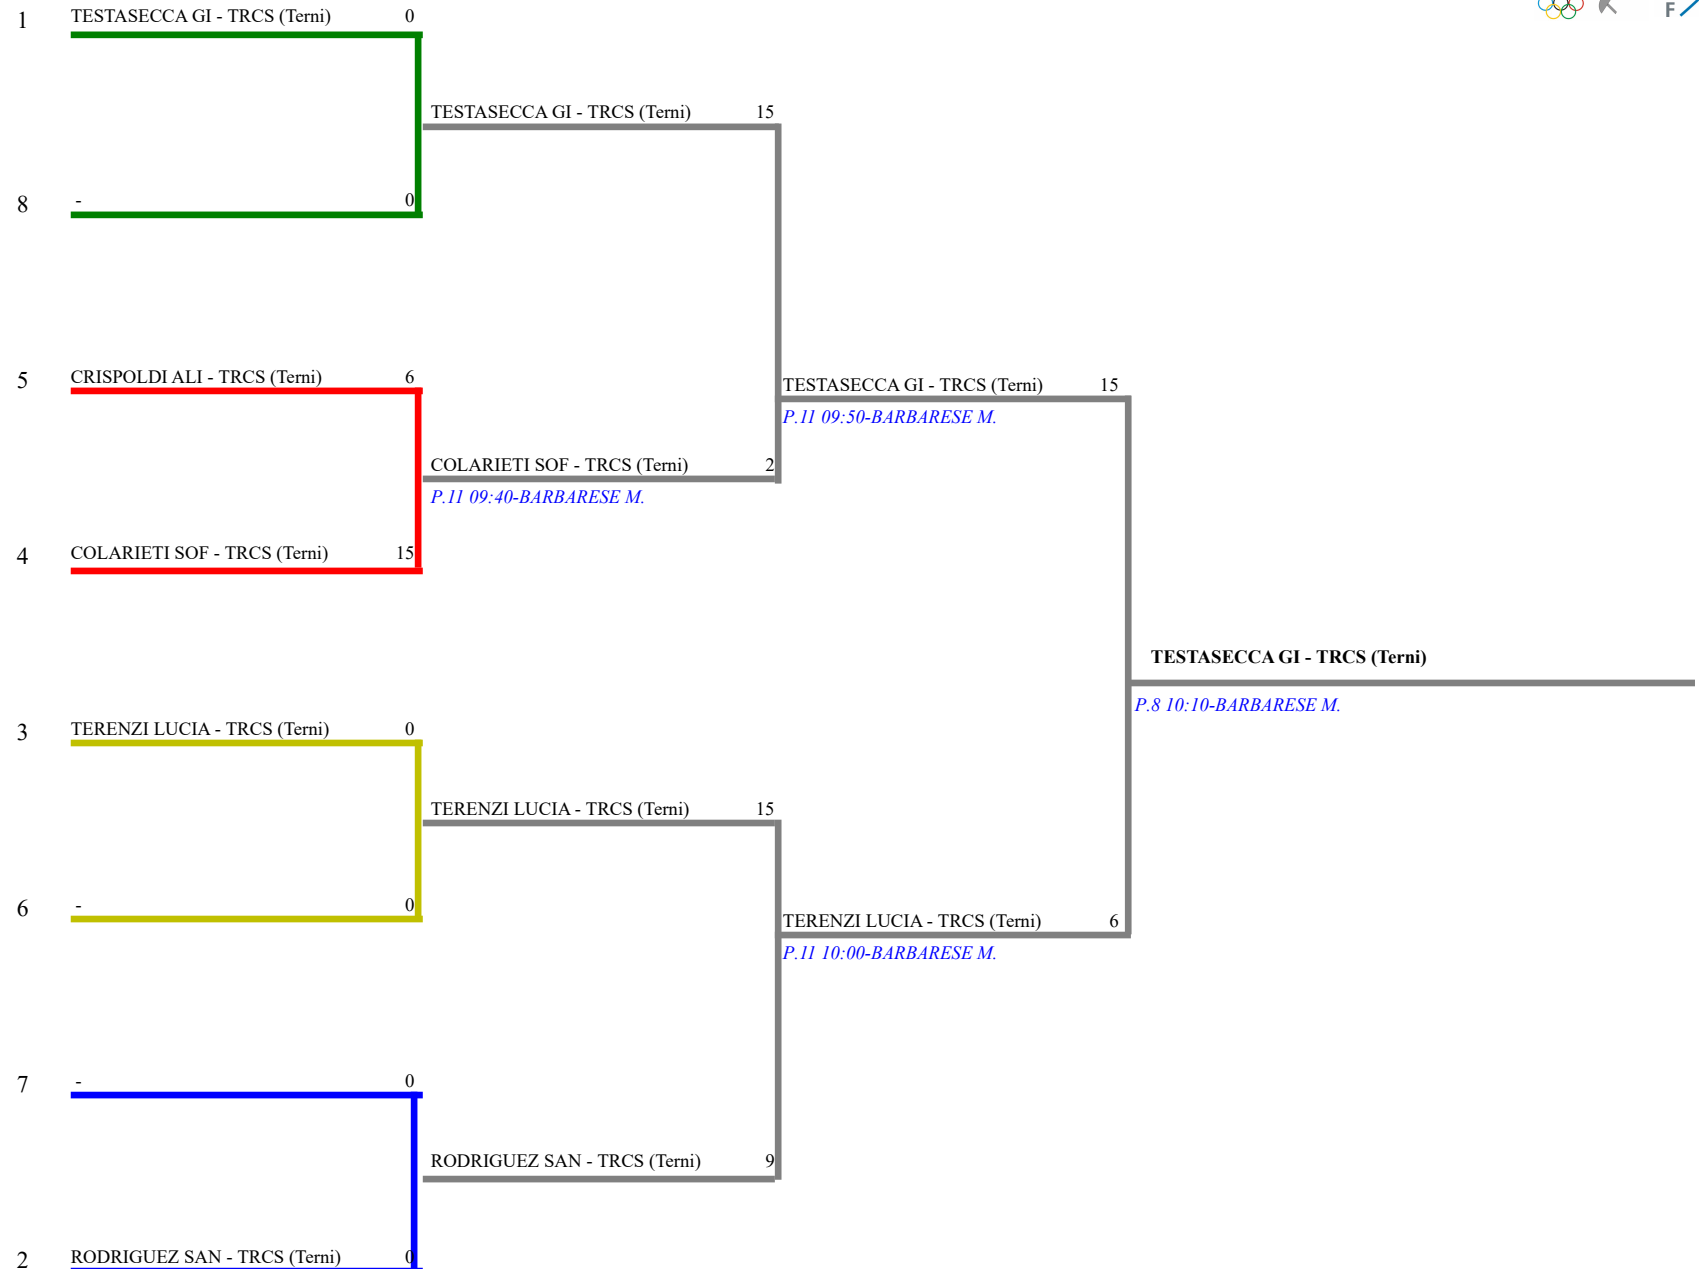 1 TESTASECCA GI - TRCS (Terni) 0
F
TESTASECCA GI - TRCS (Terni) 15
8 - 0
5 CRISPOLDI ALI - TRCS (Terni) 6
TESTASECCA GI - TRCS (Terni) 15
P.11 09:50-BARBARESE M.
COLARIETI SOF - TRCS (Terni) 2
P.11 09:40-BARBARESE M.
4 COLARIETI SOF - TRCS (Terni) 15
TESTASECCA GI - TRCS (Terni)
P.8 10:10-BARBARESE M.
3 TERENZI LUCIA - TRCS (Terni) 0
TERENZI LUCIA - TRCS (Terni) 15
6 - 0
TERENZI LUCIA - TRCS (Terni) 6
P.11 10:00-BARBARESE M.
7 - 0
RODRIGUEZ SAN - TRCS (Terni) 9
2 RODRIGUEZ SAN - TRCS (Terni) 0